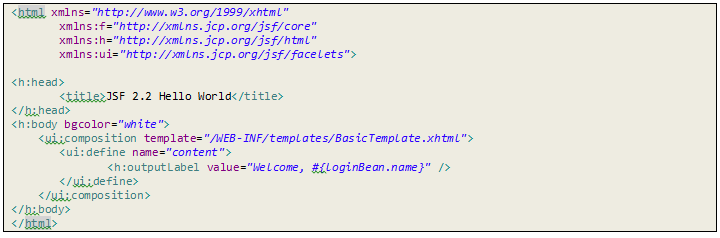 <html xmlns="http://www.w3.org/1999/xhtml"
xmlns:f="http://xmlns.jcp.org/jsf/core"
xmlns:h="http://xmlns.jcp.org/jsf/html"
xmlns:ui="http://xmlns.jcp.org/jsf/facelets">
<h:head>
<title>JSF 2.2 Hello World</title>
</h:head>
<h:body bgcolor="white">
<ui:composition template="/WEB-INF/templates/BasicTemplate.xhtml">
<ui:define name="content">
<h:outputLabel value="Welcome, #{loginBean.name}" />
</ui:define>
</ui:composition>
</h:body>
</html>